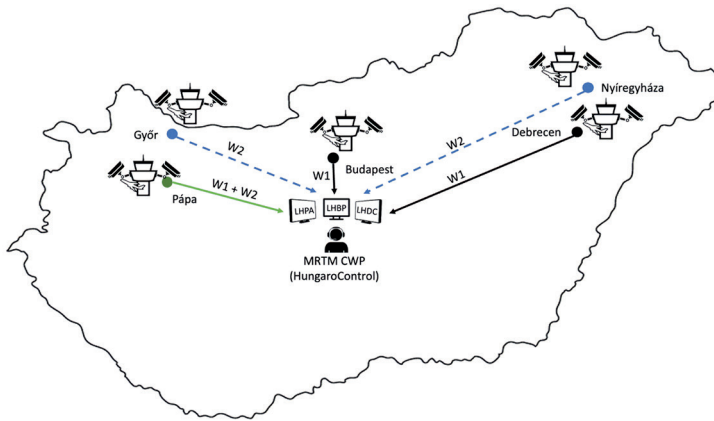 Nyíregyháza
Győr
Debrecen
W2
W2
Budapest
W1
W1
W1 + W2
Pápa
LHPA
LHBP
LHDC
MRTM CWP
(HungaroControl)